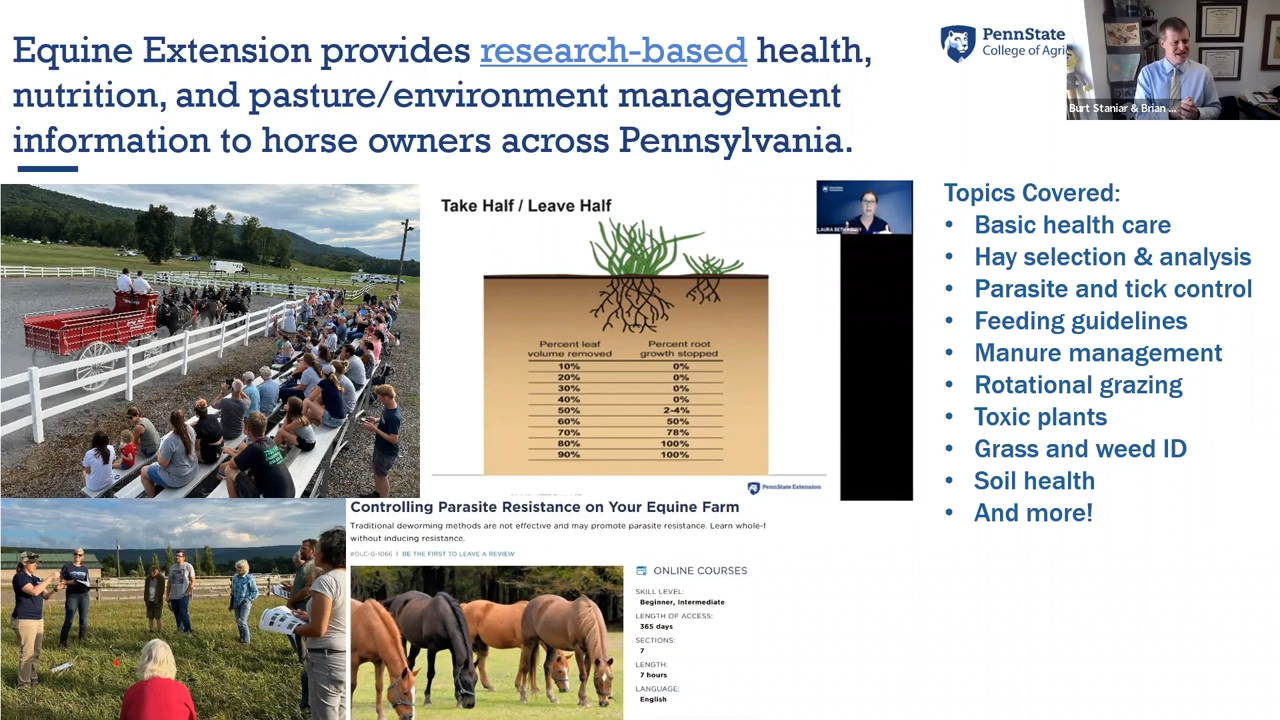 Equine Extension provides research-based health,
nutrition, and pasture/environment management
information to horse owners across Pennsylvania.
PennState
College of Agric
Burt Staniar & Brian ...
Take Half / Leave Half
Percent leaf volume removed
Percent root growth stopped
10% 0%
20% 0%
30% 0%
40% 0%
50% 2-4%
60% 50%
70% 78%
80% 100%
90% 100%
PennState Extension
LAURA BETH
Topics Covered:
• Basic health care
• Hay selection & analysis
• Parasite and tick control
• Feeding guidelines
• Manure management
• Rotational grazing
• Toxic plants
• Grass and weed ID
• Soil health
• And more!
Controlling Parasite Resistance on Your Equine Farm
Traditional deworming methods are not effective and may promote parasite resistance. Learn whole-f
without inducing resistance.
#OLC-G-1066 | BE THE FIRST TO LEAVE A REVIEW
ONLINE COURSES
SKILL LEVEL:
Beginner, Intermediate
LENGTH OF ACCESS:
365 days
SECTIONS:
7
LENGTH:
7 hours
LANGUAGE:
English